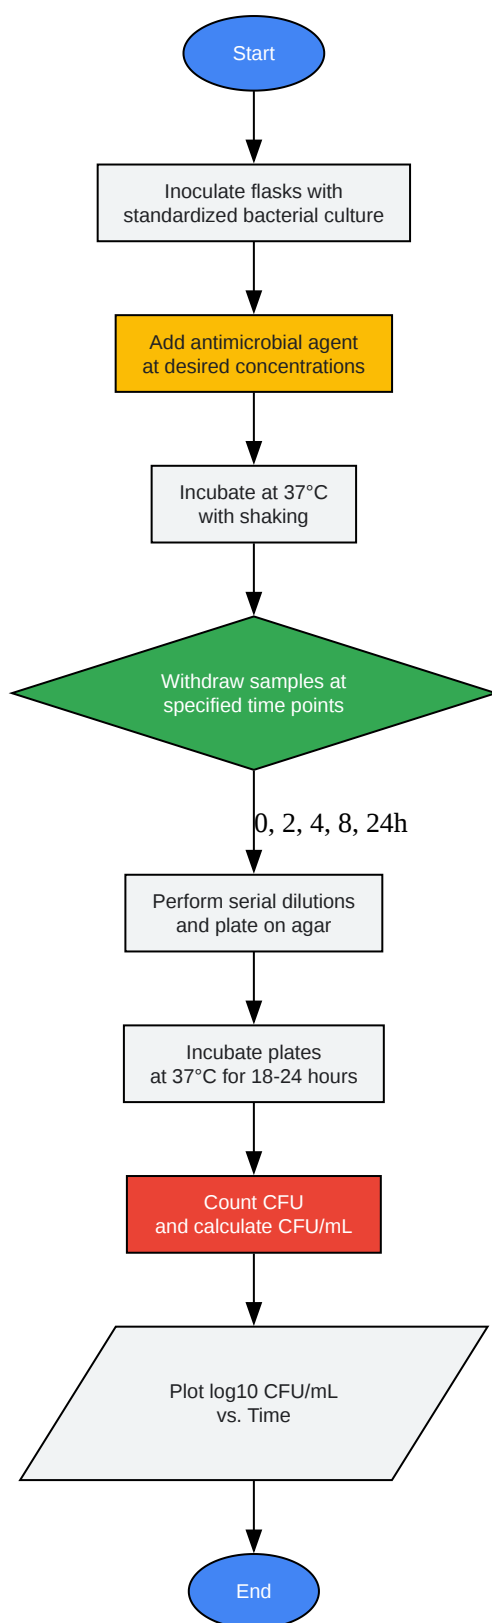 Start
Inoculate flasks with
standardized bacterial culture
Add antimicrobial agent
at desired concentrations
Incubate at 37°C
with shaking
Withdraw samples at
specified time points
0, 2, 4, 8, 24h
Perform serial dilutions
and plate on agar
Incubate plates
at 37°C for 18-24 hours
Count CFU
and calculate CFU/mL
Plot log10 CFU/mL
vs. Time
End